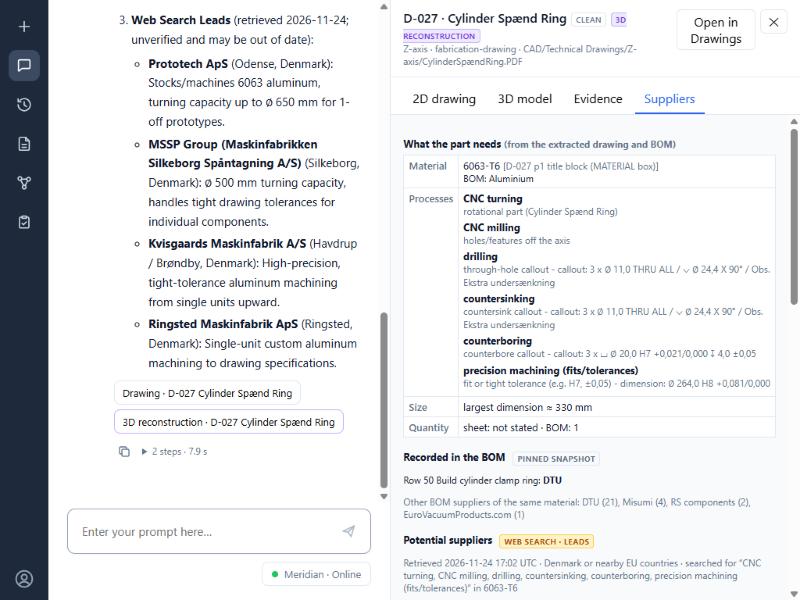 3. Web Search Leads (retrieved 2026-11-24;
unverified and may be out of date):
Prototech ApS (Odense, Denmark):
Stocks/machines 6063 aluminum,
turning capacity up to ø 650 mm for 1-
off prototypes.
MSSP Group (Maskinfabrikken
Silkeborg Spåntagning A/S) (Silkeborg,
Denmark): ø 500 mm turning capacity,
handles tight drawing tolerances for
individual components.
Kvisgaards Maskinfabrik A/S (Havdrup
/ Brøndby, Denmark): High-precision,
tight-tolerance aluminum machining
from single units upward.
Ringsted Maskinfabrik ApS (Ringsted,
Denmark): Single-unit custom aluminum
machining to drawing specifications.
Drawing · D-027 Cylinder Spænd Ring
3D reconstruction · D-027 Cylinder Spænd Ring
2 steps · 7.9 s
Enter your prompt here...
Meridian · Online
D-027 · Cylinder Spænd Ring CLEAN 3D
RECONSTRUCTION
Z-axis · fabrication-drawing · CAD/Technical Drawings/Z-
axis/CylinderSpændRing.PDF
Open in
Drawings
2D drawing 3D model Evidence Suppliers
What the part needs (from the extracted drawing and BOM)
Material 6063-T6 [D-027 p1 title block (MATERIAL box)]
BOM: Aluminium
Processes CNC turning
rotational part (Cylinder Spænd Ring)
CNC milling
holes/features off the axis
drilling
through-hole callout - callout: 3 x Ø 11,0 THRU ALL / ⌵ Ø 24,4 X 90° / Obs.
Ekstra undersænkning
countersinking
countersink callout - callout: 3 x Ø 11,0 THRU ALL / ⌵ Ø 24,4 X 90° / Obs.
Ekstra undersænkning
counterboring
counterbore callout - callout: 3 x ⌴ Ø 20,0 H7 +0,021/0,000 ↧ 4,0 ±0,05
precision machining (fits/tolerances)
fit or tight tolerance (e.g. H7, ±0,05) · dimension: Ø 264,0 H8 +0,081/0,000
Size largest dimension ≈ 330 mm
Quantity sheet: not stated · BOM: 1
Recorded in the BOM PINNED SNAPSHOT
Row 50 Build cylinder clamp ring: DTU
Other BOM suppliers of the same material: DTU (21), Misumi (4), RS components (2),
EuroVacuumProducts.com (1)
Potential suppliers WEB SEARCH · LEADS
Retrieved 2026-11-24 17:02 UTC · Denmark or nearby EU countries · searched for "CNC
turning, CNC milling, drilling, countersinking, counterboring, precision machining
(fits/tolerances)" in 6063-T6